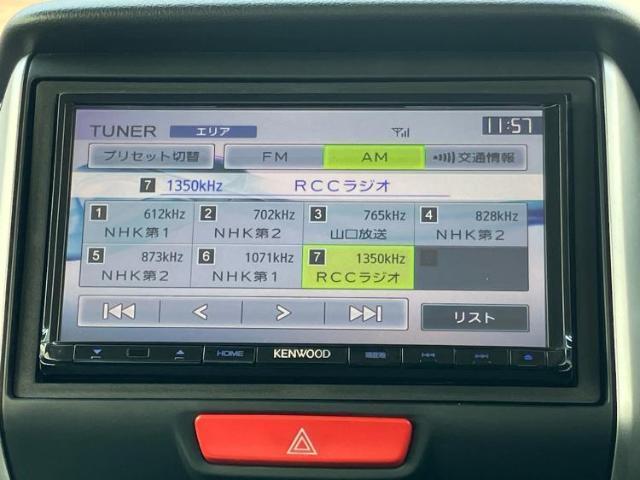 TUNER エリア 11:57
プリセット切替 FM AM 交通情報
7 1350kHz RCCラジオ
1 612kHz 2 702kHz 3 765kHz 4 828kHz
NHK第1 NHK第2 山口放送 NHK第2
5 873kHz 6 1071kHz 7 1350kHz 8
NHK第2 NHK第1 RCCラジオ
リスト
HOME KENWOOD 現在地